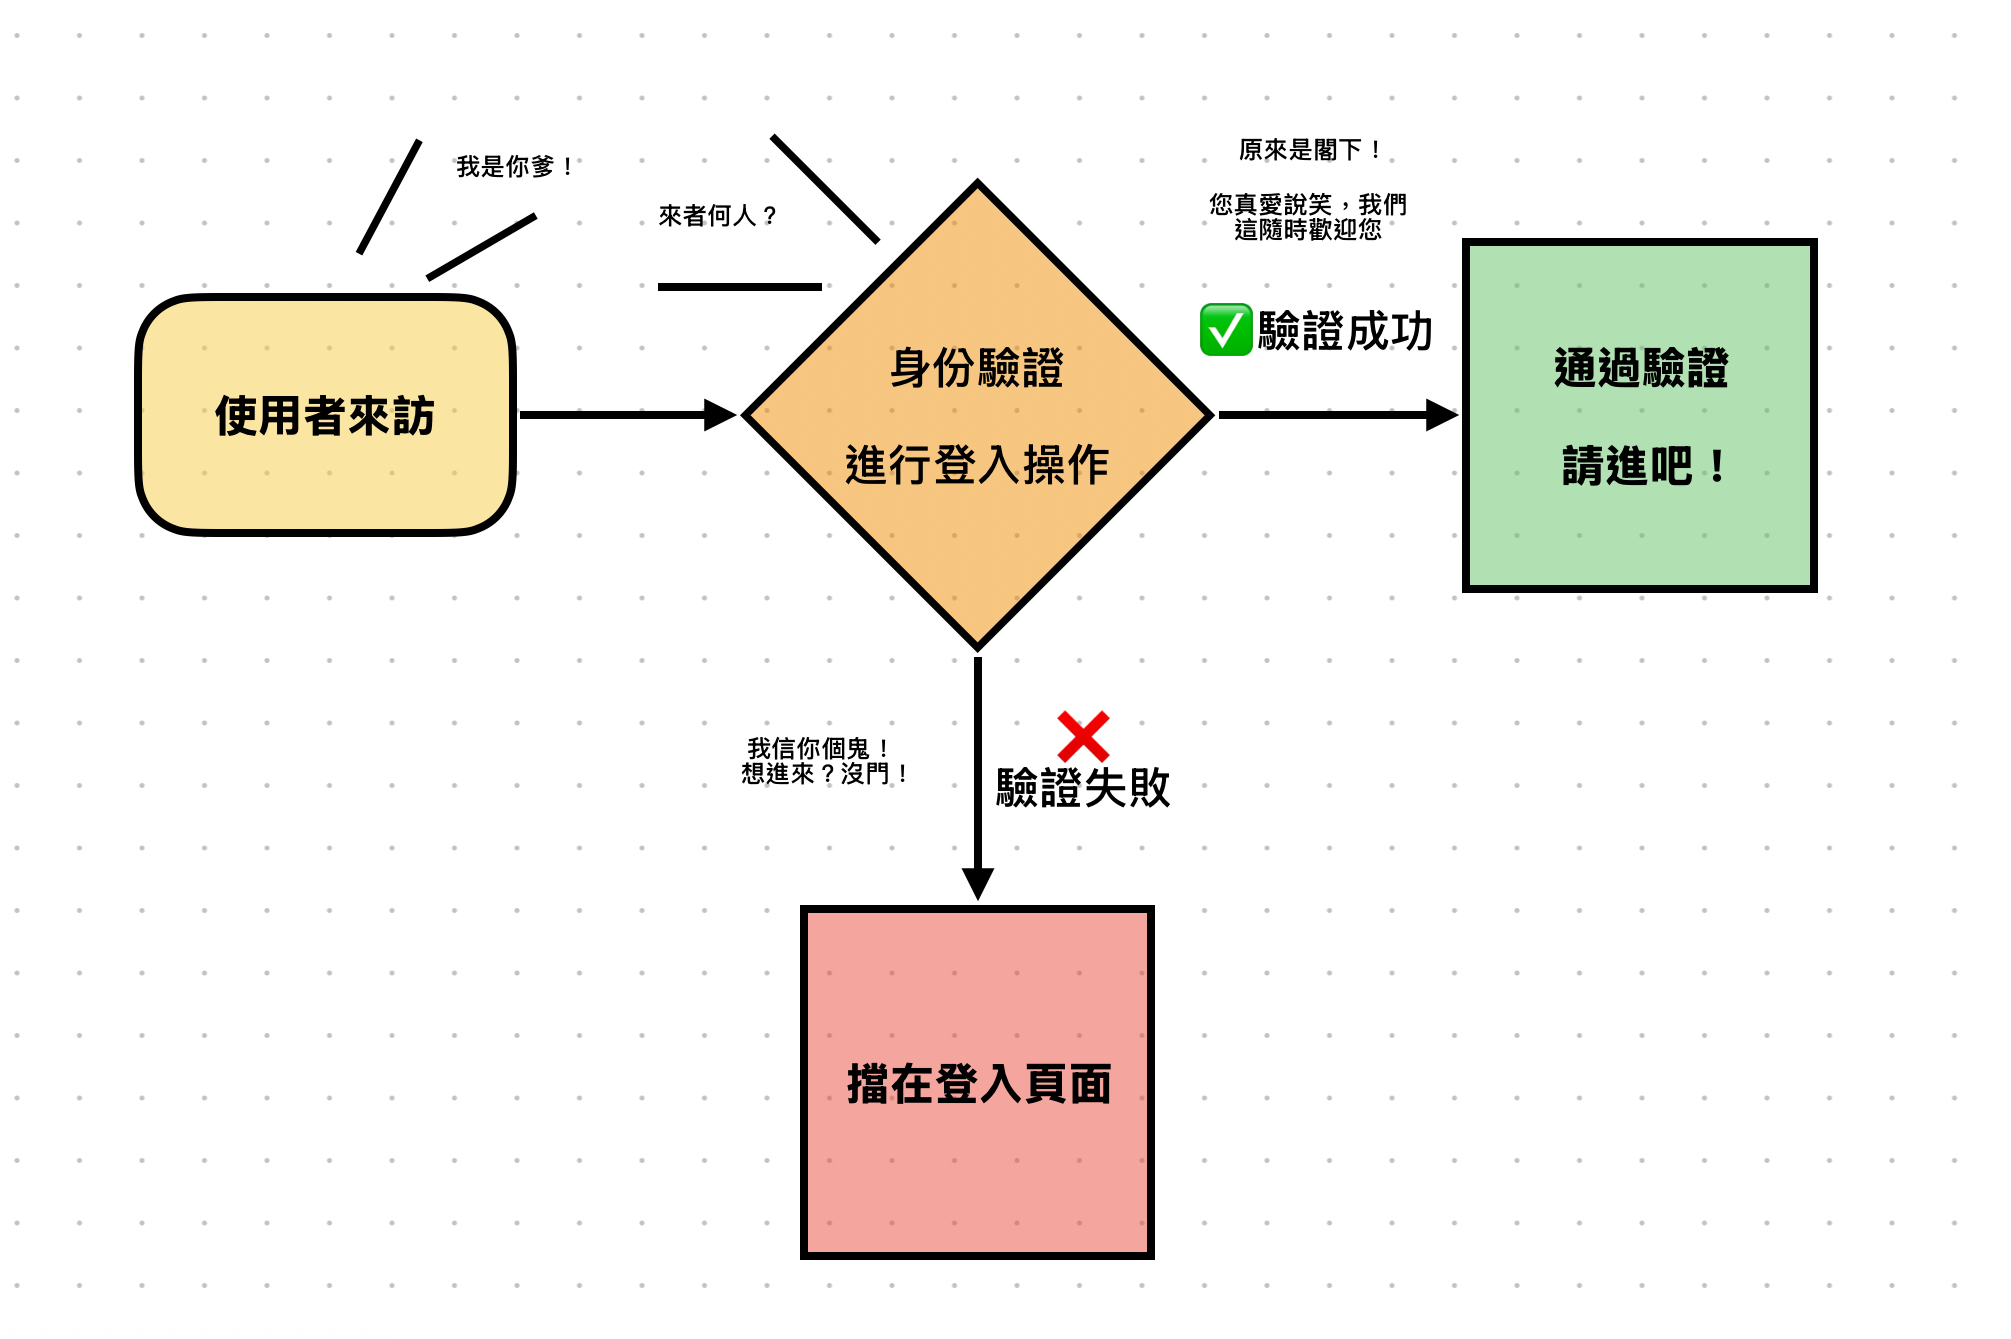 我是你爹！
來者何人？
使用者來訪
身份驗證
進行登入操作
原來是閣下！
您真愛說笑，我們
這隨時歡迎您
✅驗證成功
通過驗證
請進吧！
我信你個鬼！
想進來？沒門！
❌
驗證失敗
擋在登入頁面